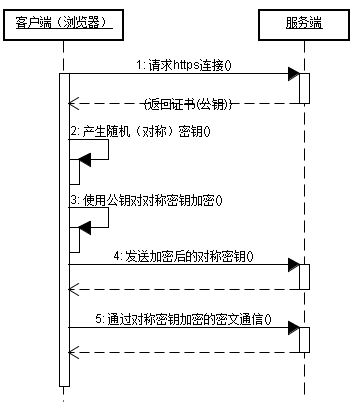 客户端（浏览器）
服务端
1: 请求https连接()
(返回证书(公钥))
2: 产生随机（对称）密钥()
3: 使用公钥对对称密钥加密()
4: 发送加密后的对称密钥()
5: 通过对称密钥加密的密文通信()